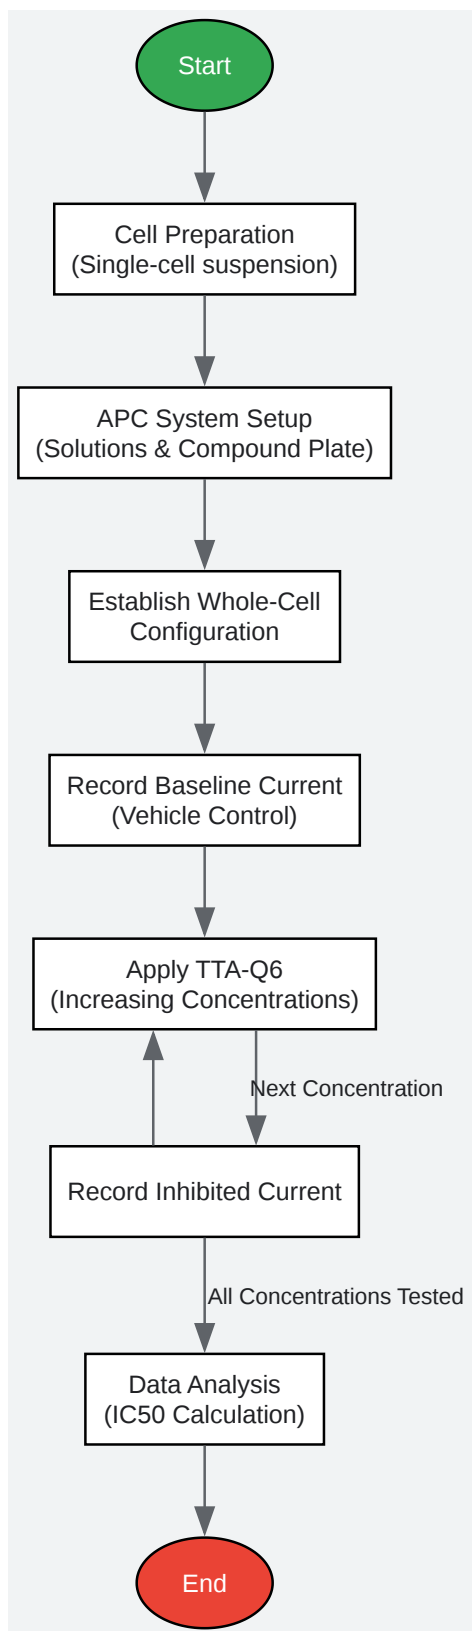 Start
Cell Preparation
(Single-cell suspension)
APC System Setup
(Solutions & Compound Plate)
Establish Whole-Cell
Configuration
Record Baseline Current
(Vehicle Control)
Apply TTA-Q6
(Increasing Concentrations)
Next Concentration
Record Inhibited Current
All Concentrations Tested
Data Analysis
(IC50 Calculation)
End